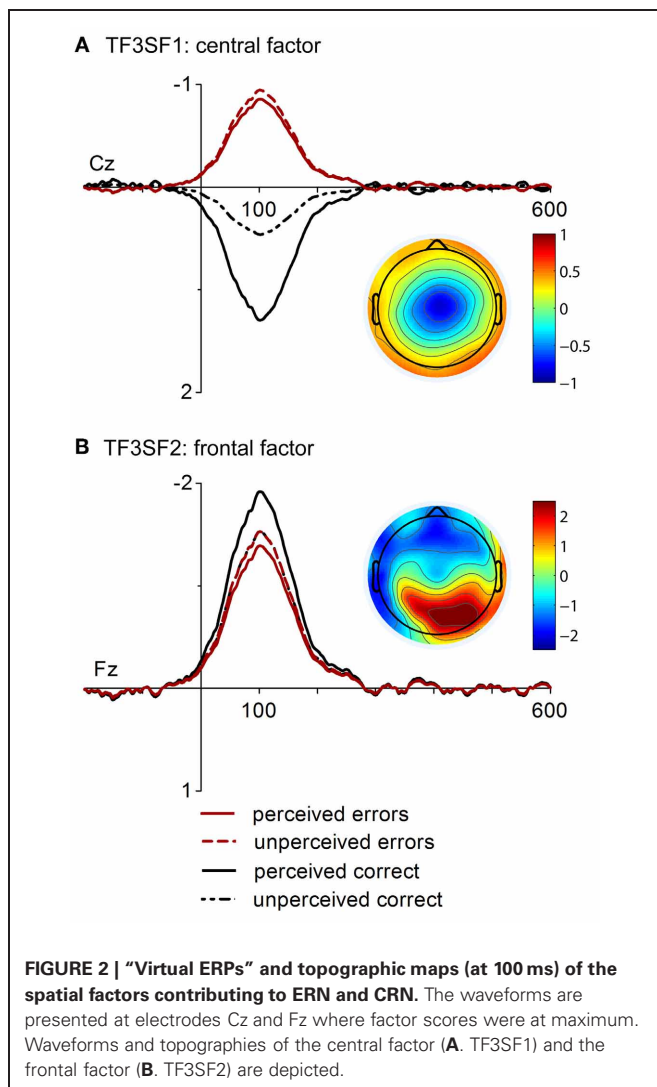 A TF3SF1: central factor
-1
Cz
100
600
2
1
0.5
0
−0.5
−1
B TF3SF2: frontal factor
-2
Fz
100
600
1
2
1
0
−1
−2
perceived errors
unperceived errors
perceived correct
unperceived correct
FIGURE 2 | “Virtual ERPs” and topographic maps (at 100 ms) of the
spatial factors contributing to ERN and CRN. The waveforms are
presented at electrodes Cz and Fz where factor scores were at maximum.
Waveforms and topographies of the central factor (A. TF3SF1) and the
frontal factor (B. TF3SF2) are depicted.